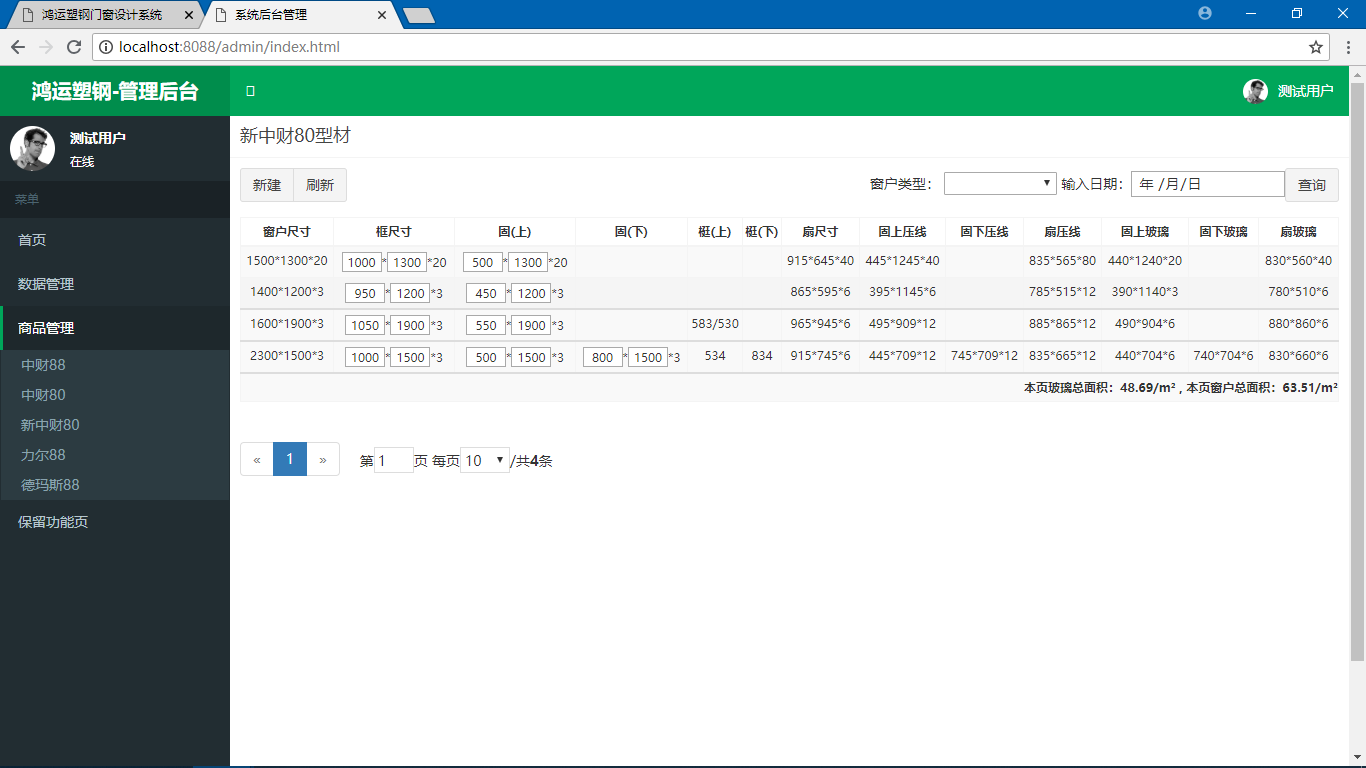 鸿运塑钢门窗设计系统 系统后台管理
localhost:8088/admin/index.html
鸿运塑钢-管理后台 测试用户
测试用户
在线
菜单
首页
数据管理
商品管理
中财88
中财80
新中财80
力尔88
德玛斯88
保留功能页
新中财80型材
新建 刷新 窗户类型： 输入日期： 年 /月/日 查询
窗户尺寸 框尺寸 固(上) 固(下) 梃(上) 梃(下) 扇尺寸 固上压线 固下压线 扇压线 固上玻璃 固下玻璃 扇玻璃
1500*1300*20 1000*1300*20 500*1300*20 915*645*40 445*1245*40 835*565*80 440*1240*20 830*560*40
1400*1200*3 950*1200*3 450*1200*3 865*595*6 395*1145*6 785*515*12 390*1140*3 780*510*6
1600*1900*3 1050*1900*3 550*1900*3 583/530 965*945*6 495*909*12 885*865*12 490*904*6 880*860*6
2300*1500*3 1000*1500*3 500*1500*3 800*1500*3 534 834 915*745*6 445*709*12 745*709*12 835*665*12 440*704*6 740*704*6 830*660*6
本页玻璃总面积：48.69/m² , 本页窗户总面积：63.51/m²
« 1 » 第1页 每页10/共4条